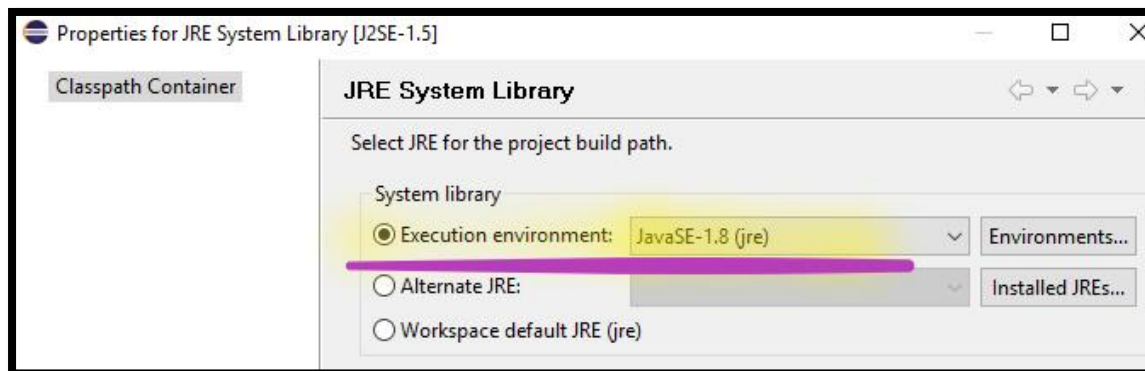 Properties for JRE System Library [J2SE-1.5]
Classpath Container
JRE System Library
Select JRE for the project build path.
System library
Execution environment: JavaSE-1.8 (jre) Environments...
Alternate JRE: Installed JREs...
Workspace default JRE (jre)